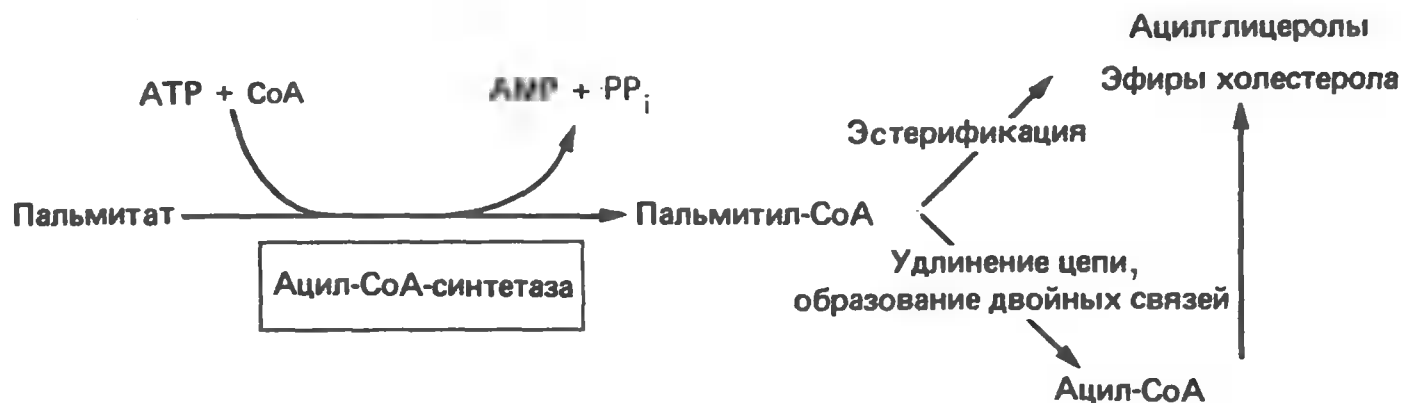 Ацилглицеролы
Эфиры холестерола
ATP + CoA
AMP + PPi
Эстерификация
Пальмитат
Пальмитил-CoA
Ацил-CoA-синтетаза
Удлинение цепи,
образование двойных связей
Ацил-CoA